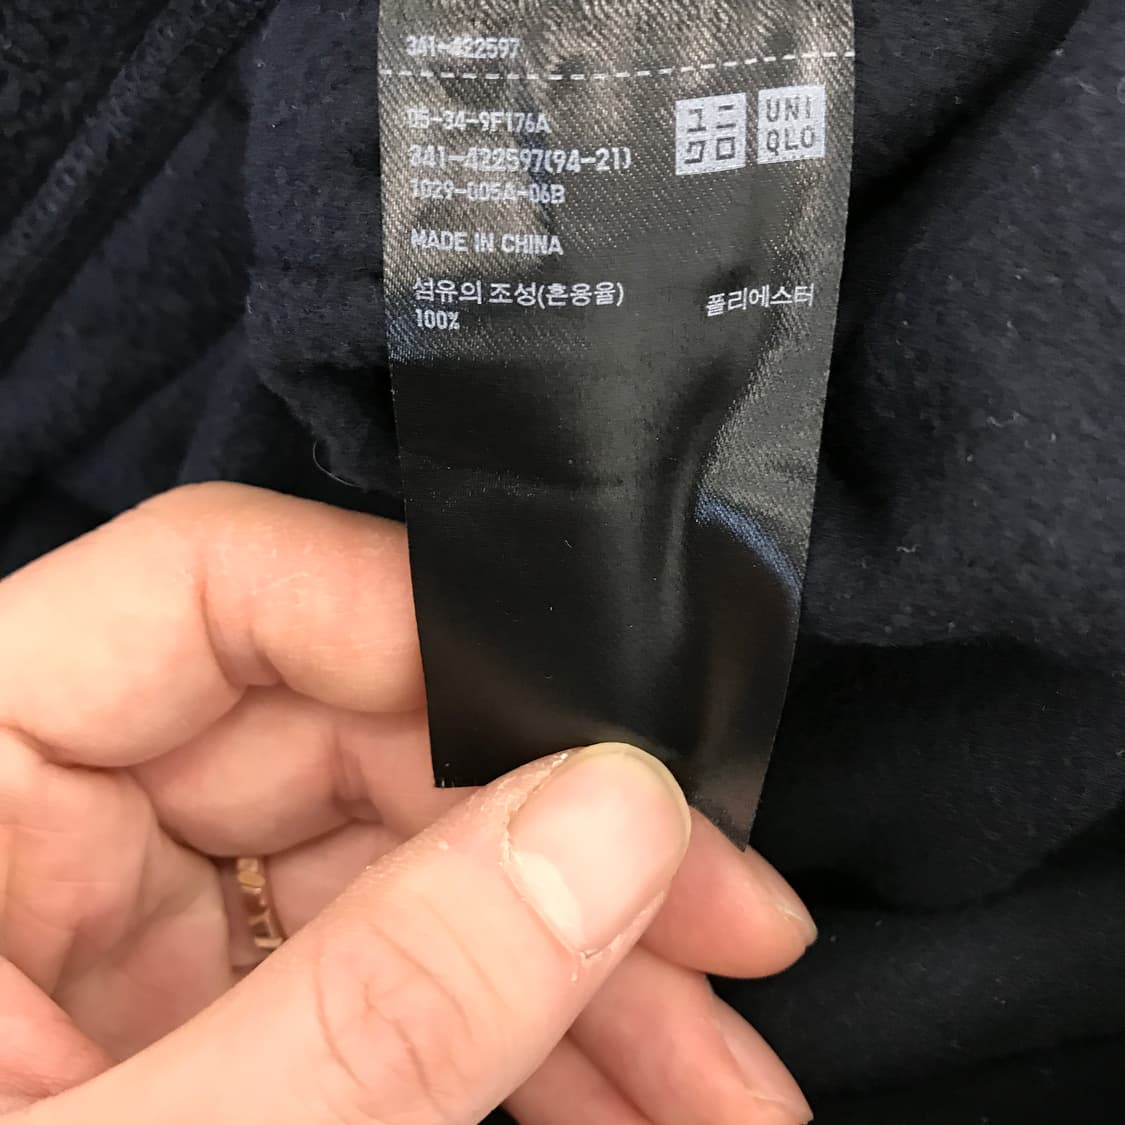 341-422597
05-34-9F176A
341-422597(94-21)
1029-005A-06B
ユニ
クロ
UNI
QLO
MADE IN CHINA
섬유의 조성(혼용율) 폴리에스터
100%